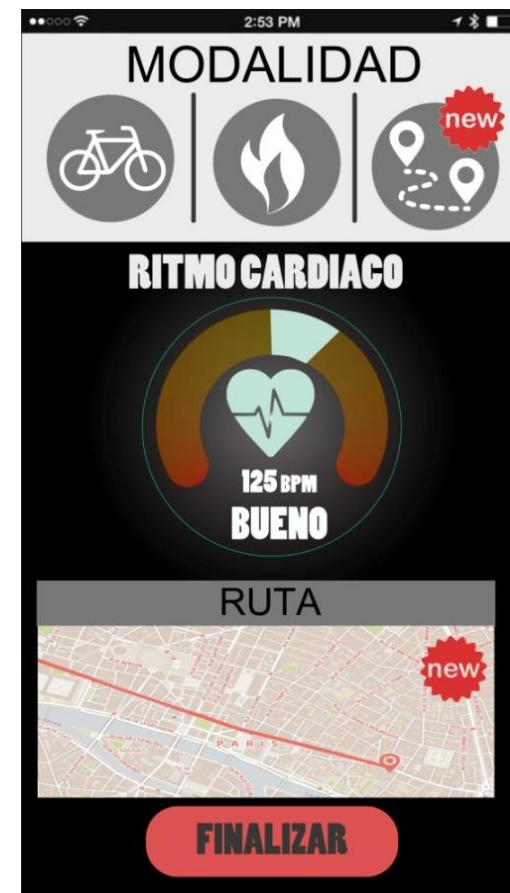 2:53 PM
MODALIDAD
new
RITMO CARDIACO
125 BPM
BUENO
RUTA
new
PARIS
FINALIZAR